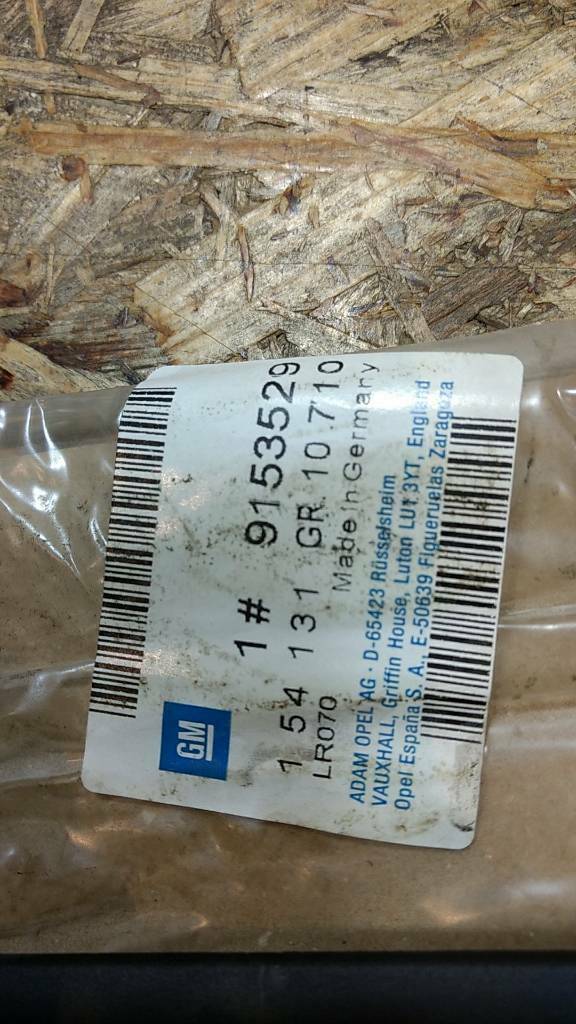 GM
1# 9153529
1 54 131 GR.10.710
LR070 Made in Germany
ADAM OPEL AG · D-65423 Rüsselsheim
VAUXHALL, Griffin House, Luton LU1 3YT, England
Opel España S. A., E-50639 Figueruelas Zaragoza